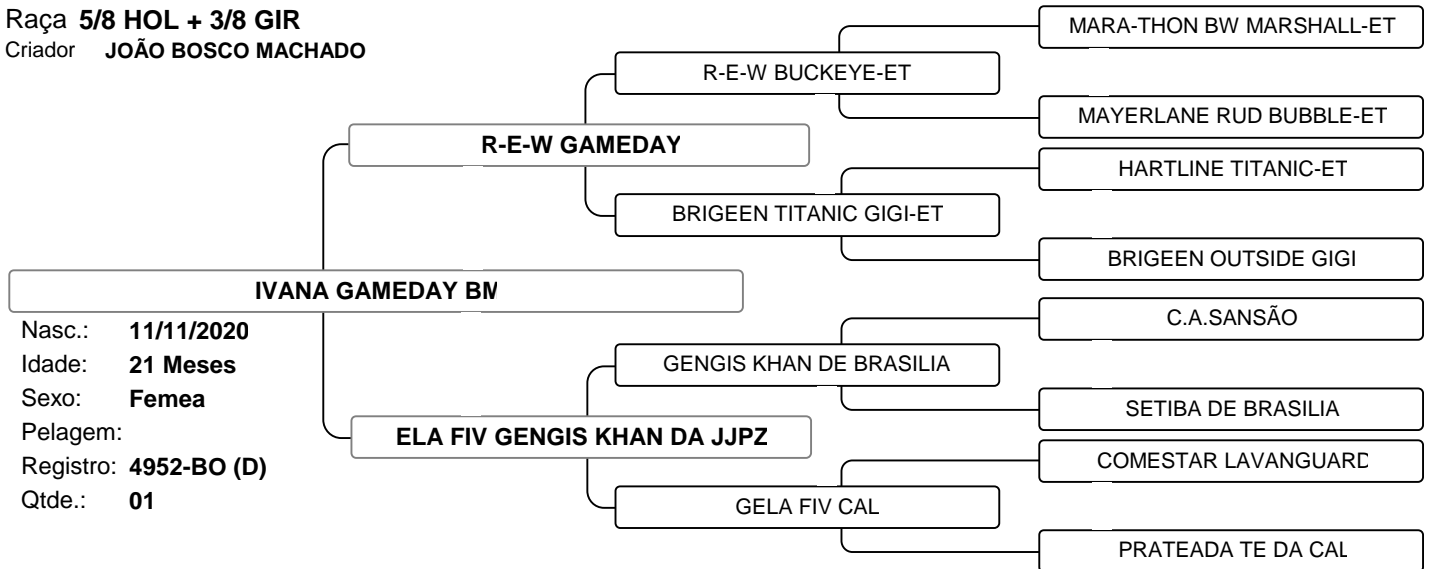 Raça 5/8 HOL + 3/8 GIR
Criador JOÃO BOSCO MACHADO
MARA-THON BW MARSHALL-ET
R-E-W BUCKEYE-ET
MAYERLANE RUD BUBBLE-ET
R-E-W GAMEDAY
HARTLINE TITANIC-ET
BRIGEEN TITANIC GIGI-ET
BRIGEEN OUTSIDE GIGI
IVANA GAMEDAY BM
Nasc.: 11/11/2020
Idade: 21 Meses
Sexo: Femea
Pelagem:
Registro: 4952-BO (D)
Qtde.: 01
C.A.SANSÃO
GENGIS KHAN DE BRASILIA
SETIBA DE BRASILIA
ELA FIV GENGIS KHAN DA JJPZ
COMESTAR LAVANGUARD
GELA FIV CAL
PRATEADA TE DA CAL